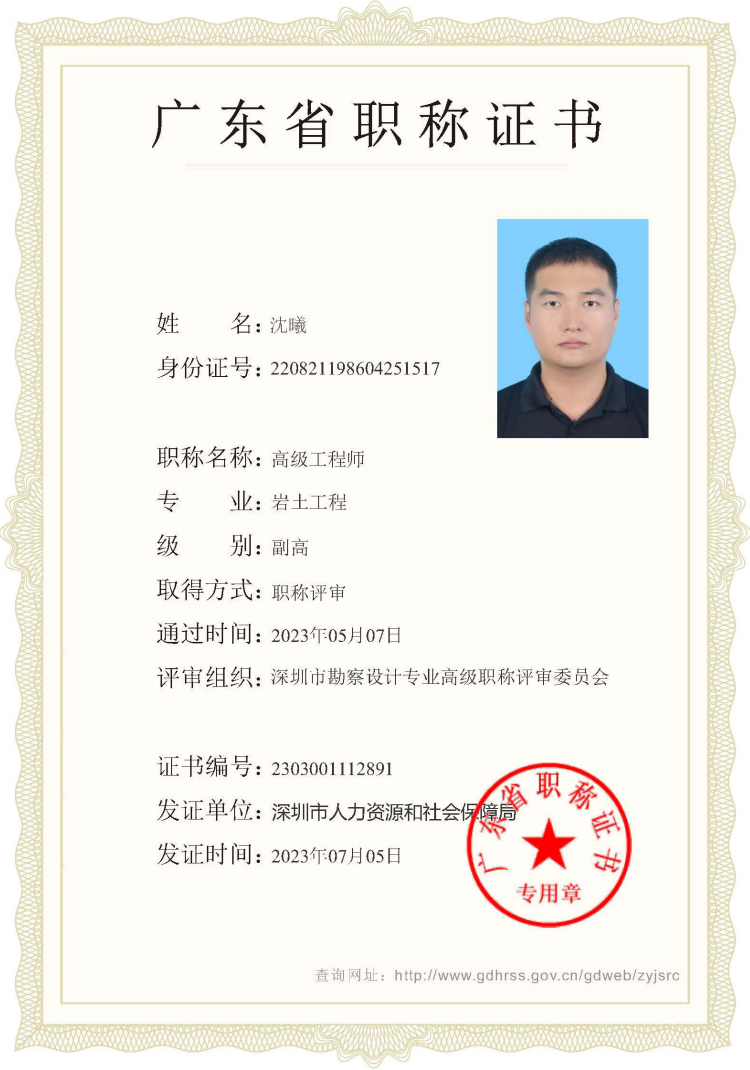 广东省职称证书
姓　　名：沈曦
身份证号：220821198604251517
职称名称：高级工程师
专　　业：岩土工程
级　　别：副高
取得方式：职称评审
通过时间：2023年05月07日
评审组织：深圳市勘察设计专业高级职称评审委员会
证书编号：2303001112891
发证单位：深圳市人力资源和社会保障局
发证时间：2023年07月05日
广东省职称证书
专用章
查询网址：http://www.gdhrss.gov.cn/gdweb/zyjsrc